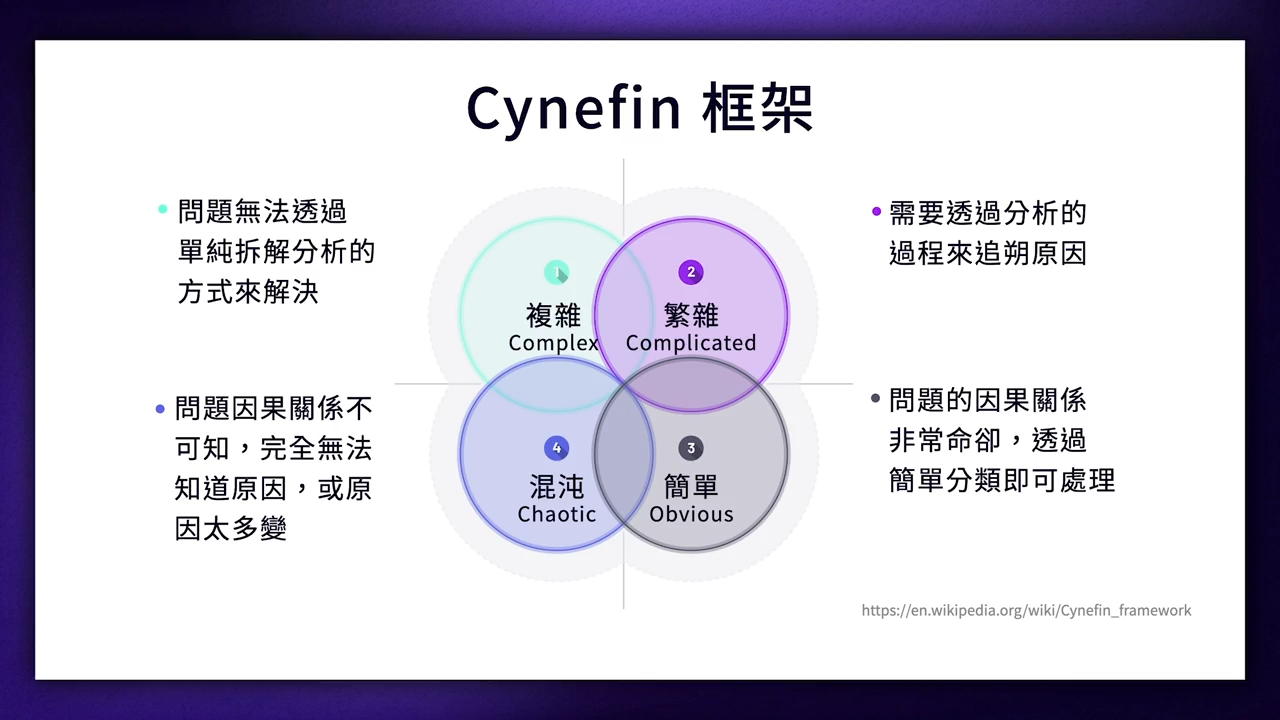 Cynefin 框架
問題無法透過
單純拆解分析的
方式來解決
需要透過分析的
過程來追朔原因
1
複雜
Complex
2
繁雜
Complicated
問題因果關係不
可知，完全無法
知道原因，或原
因太多變
問題的因果關係
非常命卻，透過
簡單分類即可處理
4
混沌
Chaotic
3
簡單
Obvious
https://en.wikipedia.org/wiki/Cynefin_framework